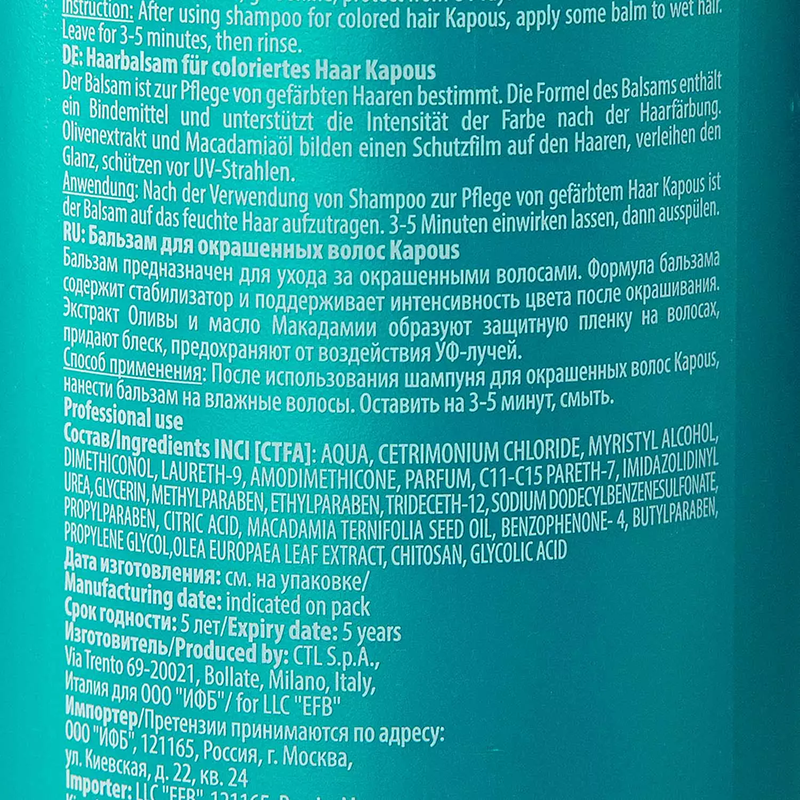 Instruction: After using shampoo for colored hair Kapous, apply some balm to wet hair.
Leave for 3-5 minutes, then rinse.
DE: Haarbalsam für coloriertes Haar Kapous
Der Balsam ist zur Pflege von gefärbten Haaren bestimmt. Die Formel des Balsams enthält
ein Bindemittel und unterstützt die Intensität der Farbe nach der Haarfärbung.
Olivenextrakt und Macadamiaöl bilden einen Schutzfilm auf den Haaren, verleihen den
Glanz, schützen vor UV-Strahlen.
Anwendung: Nach der Verwendung von Shampoo zur Pflege von gefärbtem Haar Kapous ist
der Balsam auf das feuchte Haar aufzutragen. 3-5 Minuten einwirken lassen, dann ausspülen.
RU: Бальзам для окрашенных волос Kapous
Бальзам предназначен для ухода за окрашенными волосами. Формула бальзама
содержит стабилизатор и поддерживает интенсивность цвета после окрашивания.
Экстракт Оливы и масло Макадамии образуют защитную пленку на волосах,
придают блеск, предохраняют от воздействия УФ-лучей.
Способ применения: После использования шампуня для окрашенных волос Kapous,
нанести бальзам на влажные волосы. Оставить на 3-5 минут, смыть.
Professional use
Состав/Ingredients INCI [CTFA]: AQUA, CETRIMONIUM CHLORIDE, MYRISTYL ALCOHOL,
DIMETHICONOL, LAURETH-9, AMODIMETHICONE, PARFUM, C11-C15 PARETH-7, IMIDAZOLIDINYL
UREA, GLYCERIN, METHYLPARABEN, ETHYLPARABEN, TRIDECETH-12, SODIUM DODECYLBENZENESULFONATE,
PROPYLPARABEN, CITRIC ACID, MACADAMIA TERNIFOLIA SEED OIL, BENZOPHENONE- 4, BUTYLPARABEN,
PROPYLENE GLYCOL,OLEA EUROPAEA LEAF EXTRACT, CHITOSAN, GLYCOLIC ACID
Дата изготовления: см. на упаковке/
Manufacturing date: indicated on pack
Срок годности: 5 лет/Expiry date: 5 years
Изготовитель/Produced by: CTL S.p.A.,
Via Trento 69-20021, Bollate, Milano, Italy,
Италия для ООО "ИФБ"/ for LLC "EFB"
Импортер/Претензии принимаются по адресу:
ООО "ИФБ", 121165, Россия, г. Москва,
ул. Киевская, д. 22, кв. 24
Importer: LLC "EFB", 121165,